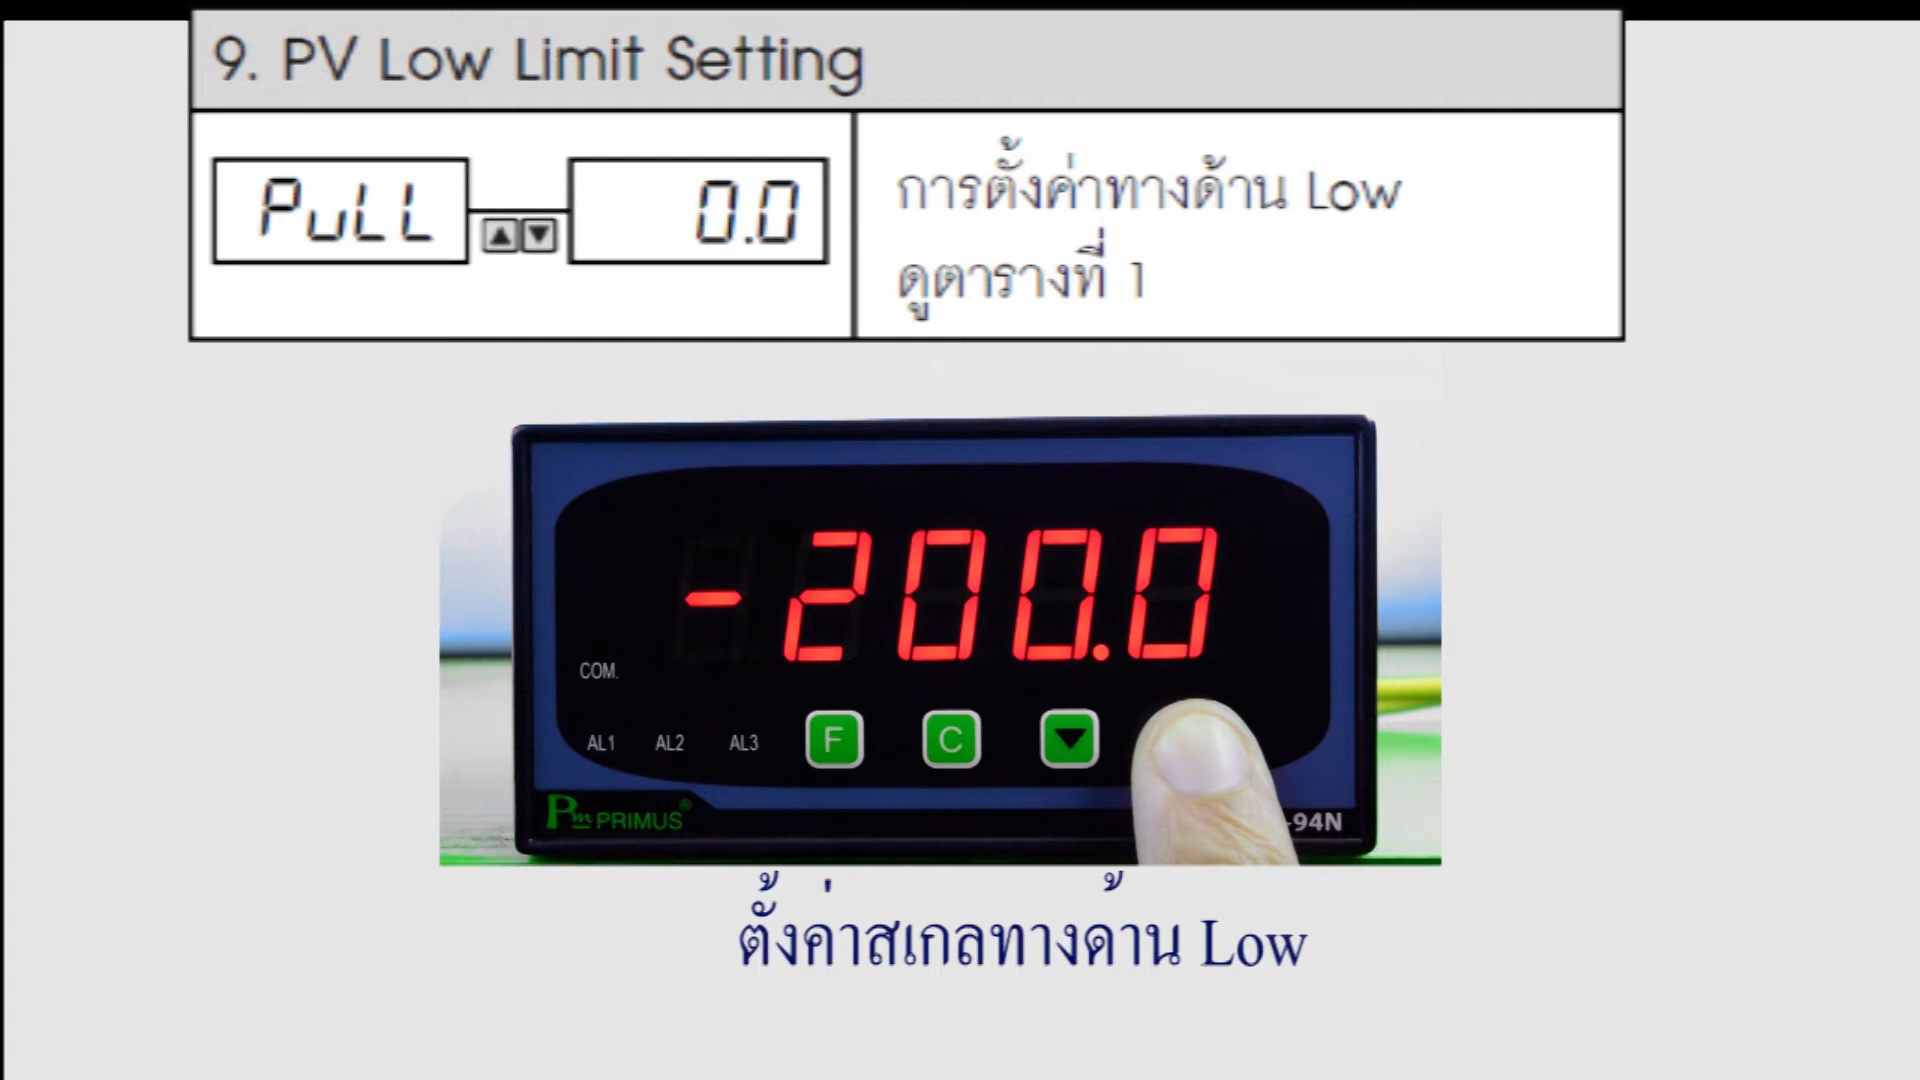 9. PV Low Limit Setting
PuLL
0.0
การตั้งค่าทางด้าน Low
ดูตารางที่ 1
-200.0
COM.
AL1 AL2 AL3 F C
Pm PRIMUS®
-94N
ตั้งค่าสเกลทางด้าน Low